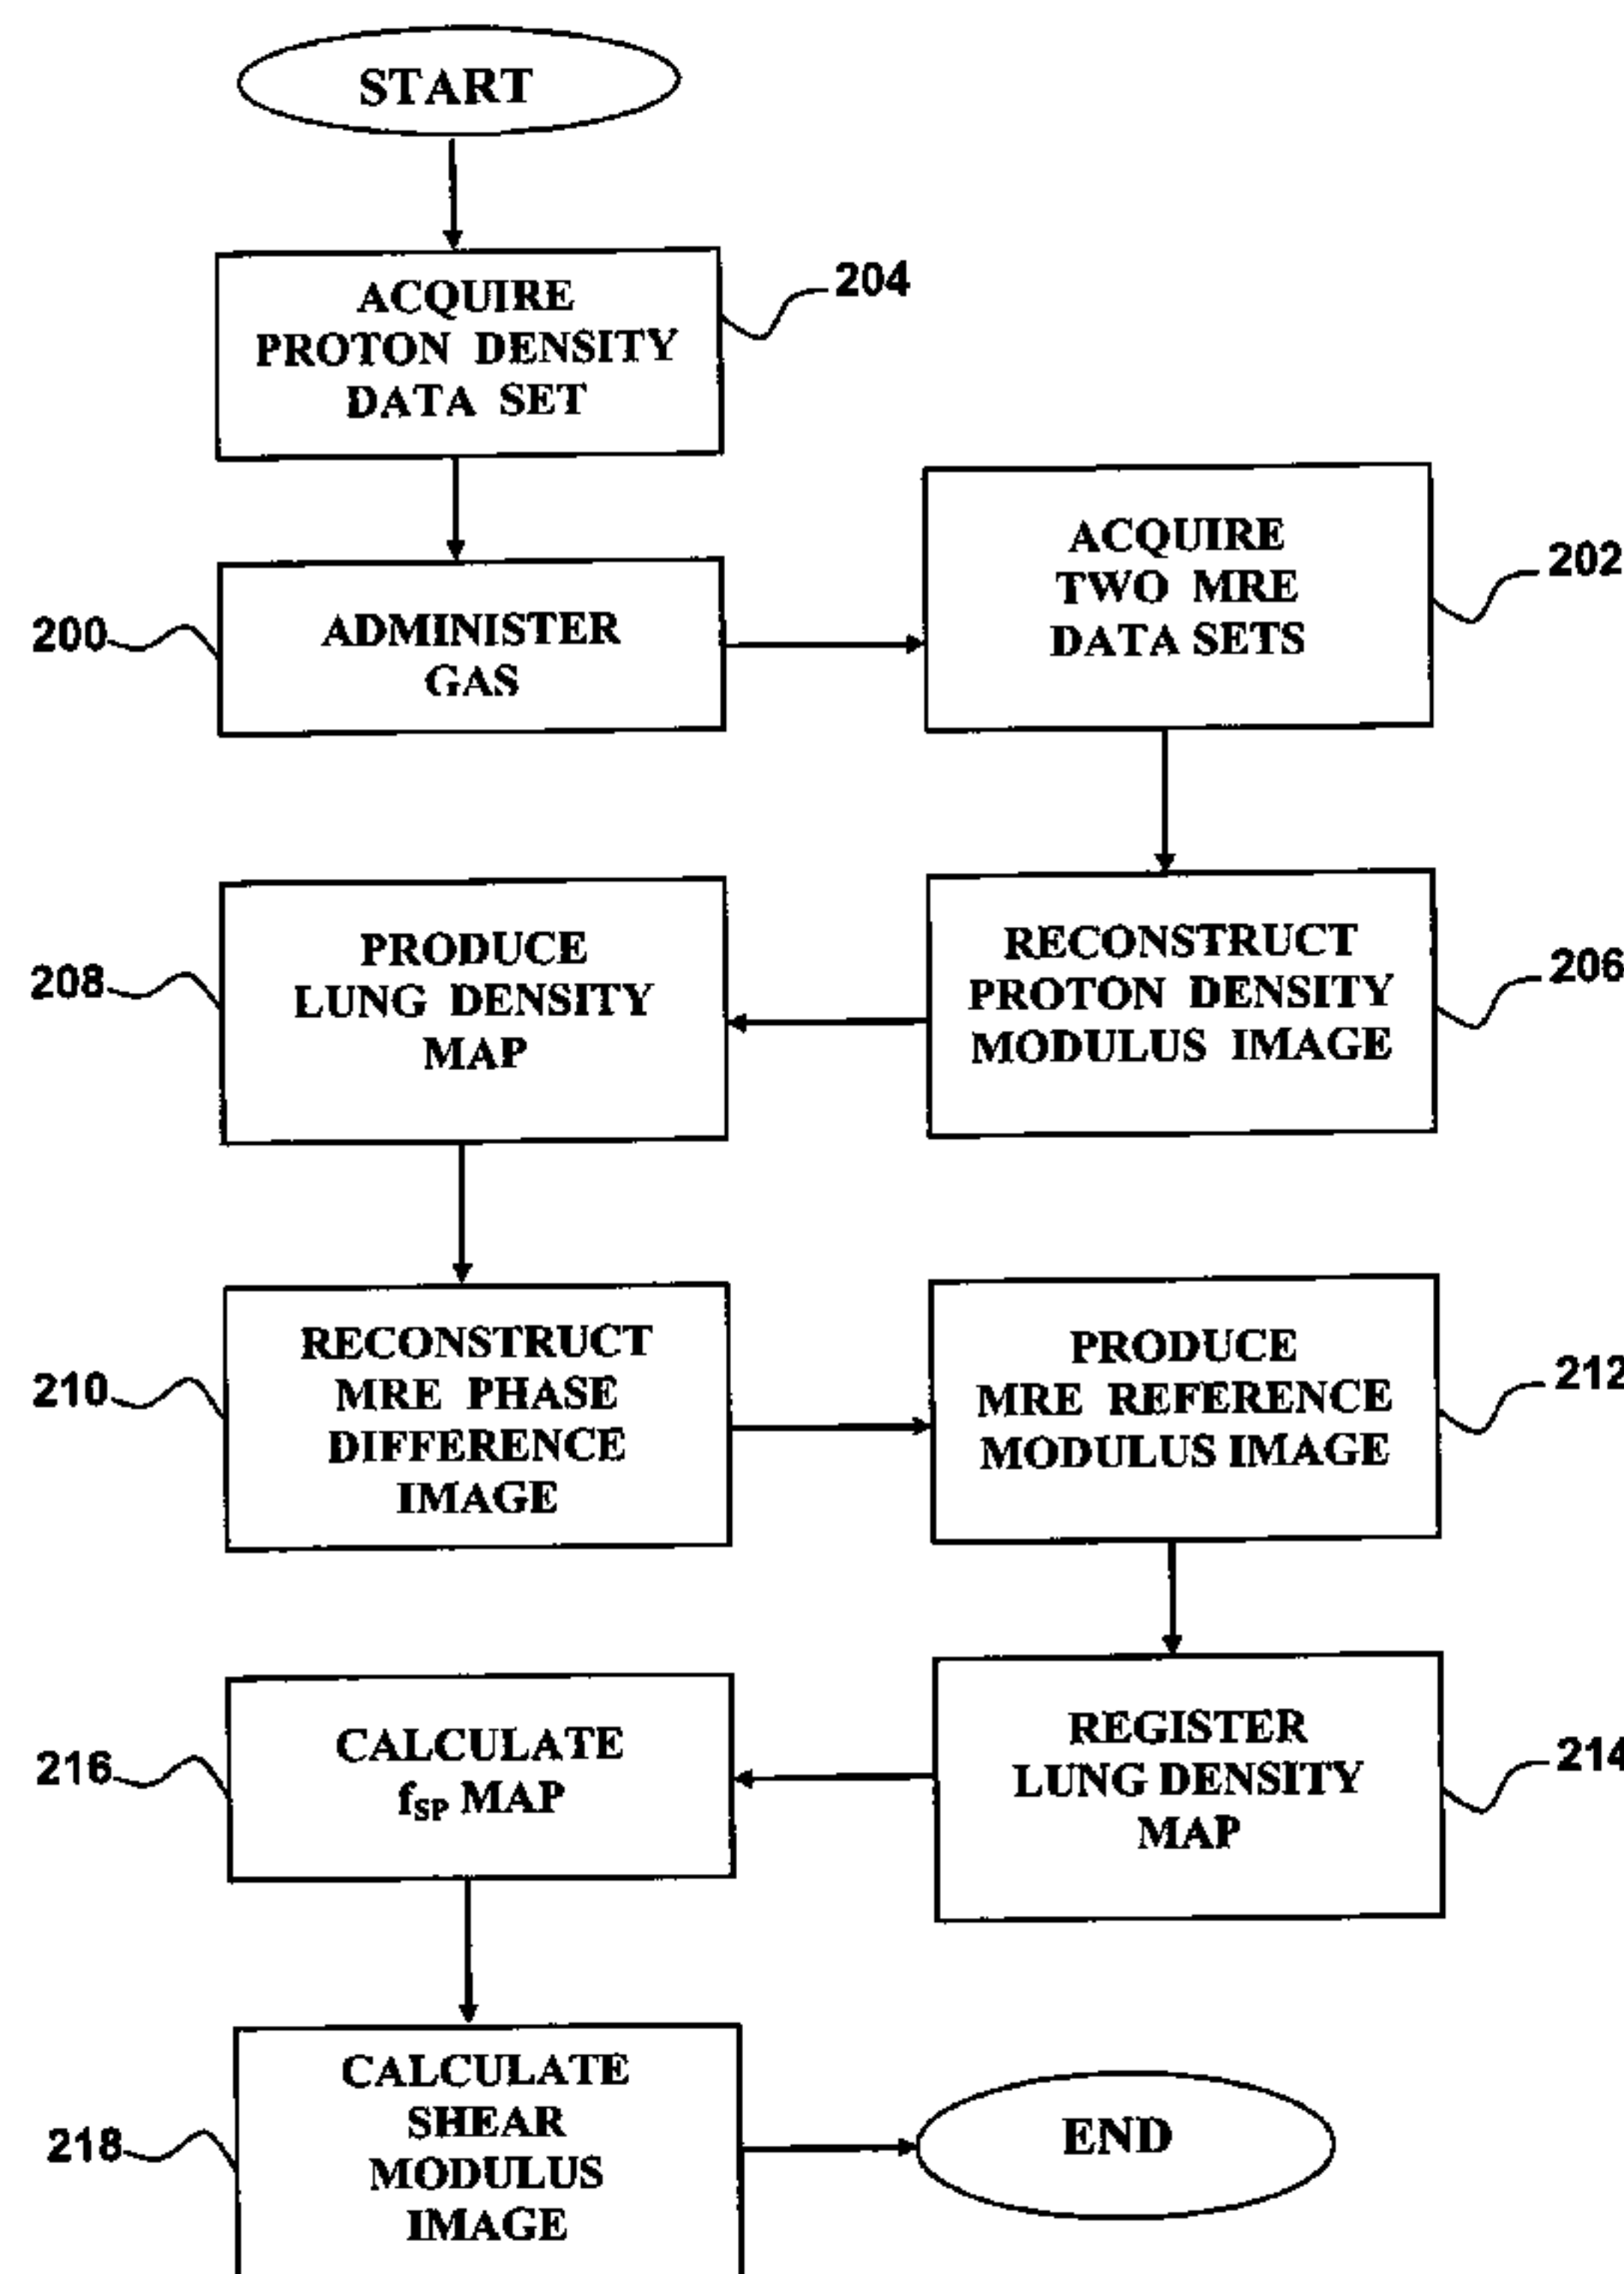 START
ACQUIRE
PROTON DENSITY
DATA SET
204
200
ADMINISTER
GAS
ACQUIRE
TWO MRE
DATA SETS
202
RECONSTRUCT
PROTON DENSITY
MODULUS IMAGE
206
208
PRODUCE
LUNG DENSITY
MAP
210
RECONSTRUCT
MRE PHASE
DIFFERENCE
IMAGE
PRODUCE
MRE REFERENCE
MODULUS IMAGE
212
REGISTER
LUNG DENSITY
MAP
214
216
CALCULATE
fSP MAP
218
CALCULATE
SHEAR
MODULUS
IMAGE
END